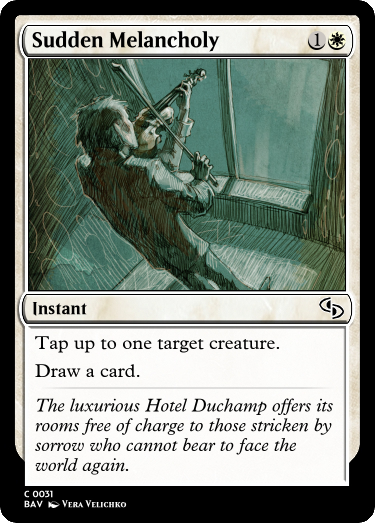 Sudden Melancholy 1
Instant
Tap up to one target creature.
Draw a card.
The luxurious Hotel Duchamp offers its
rooms free of charge to those stricken by
sorrow who cannot bear to face the
world again.
C 0031
BAV Vera Velichko